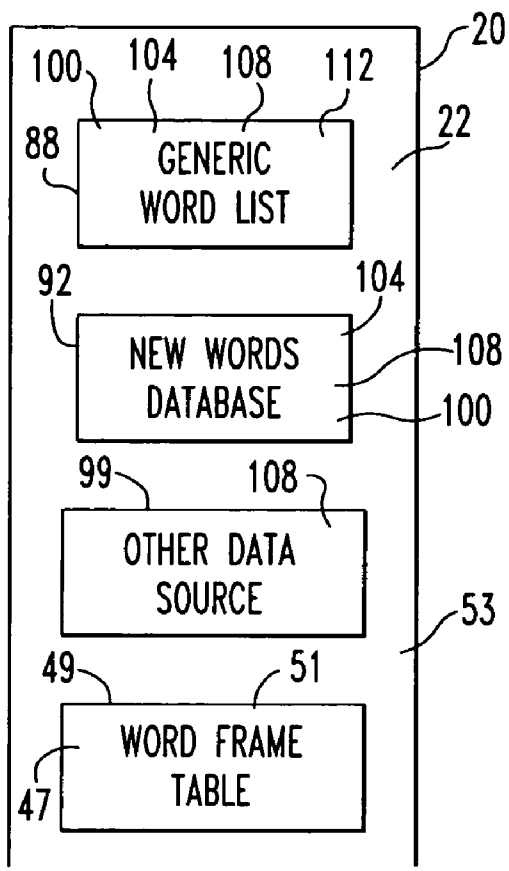 20
100 104 108 112
22
88
GENERIC
WORD LIST
92
104
NEW WORDS
108
DATABASE
100
99 108
OTHER DATA
SOURCE
53
49 51
WORD FRAME
TABLE
47